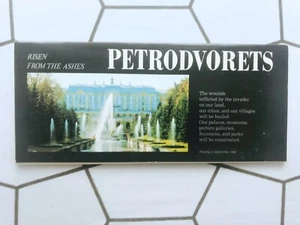 RISEN
FROM THE ASHES
PETRODVORETS
The wounds
inflicted by the invader
on our land,
our cities, and our villages
will be healed.
Our palaces, museums,
picture galleries,
fountains, and parks
will be resurrected.